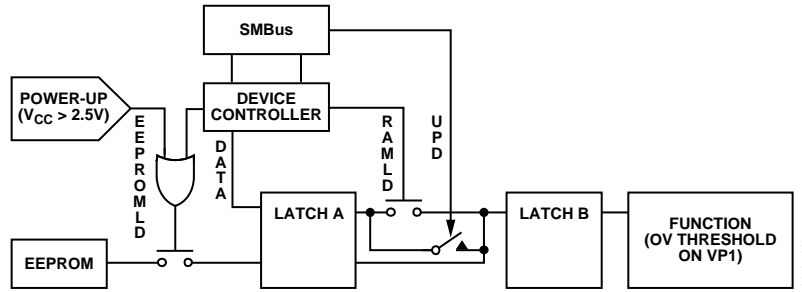 SMBus
POWER-UP
(VCC > 2.5V)
EEPROMLD
DEVICE
CONTROLLER
DATA
RAMLD
UPD
LATCH A
LATCH B
FUNCTION
(OV THRESHOLD
ON VP1)
EEPROM